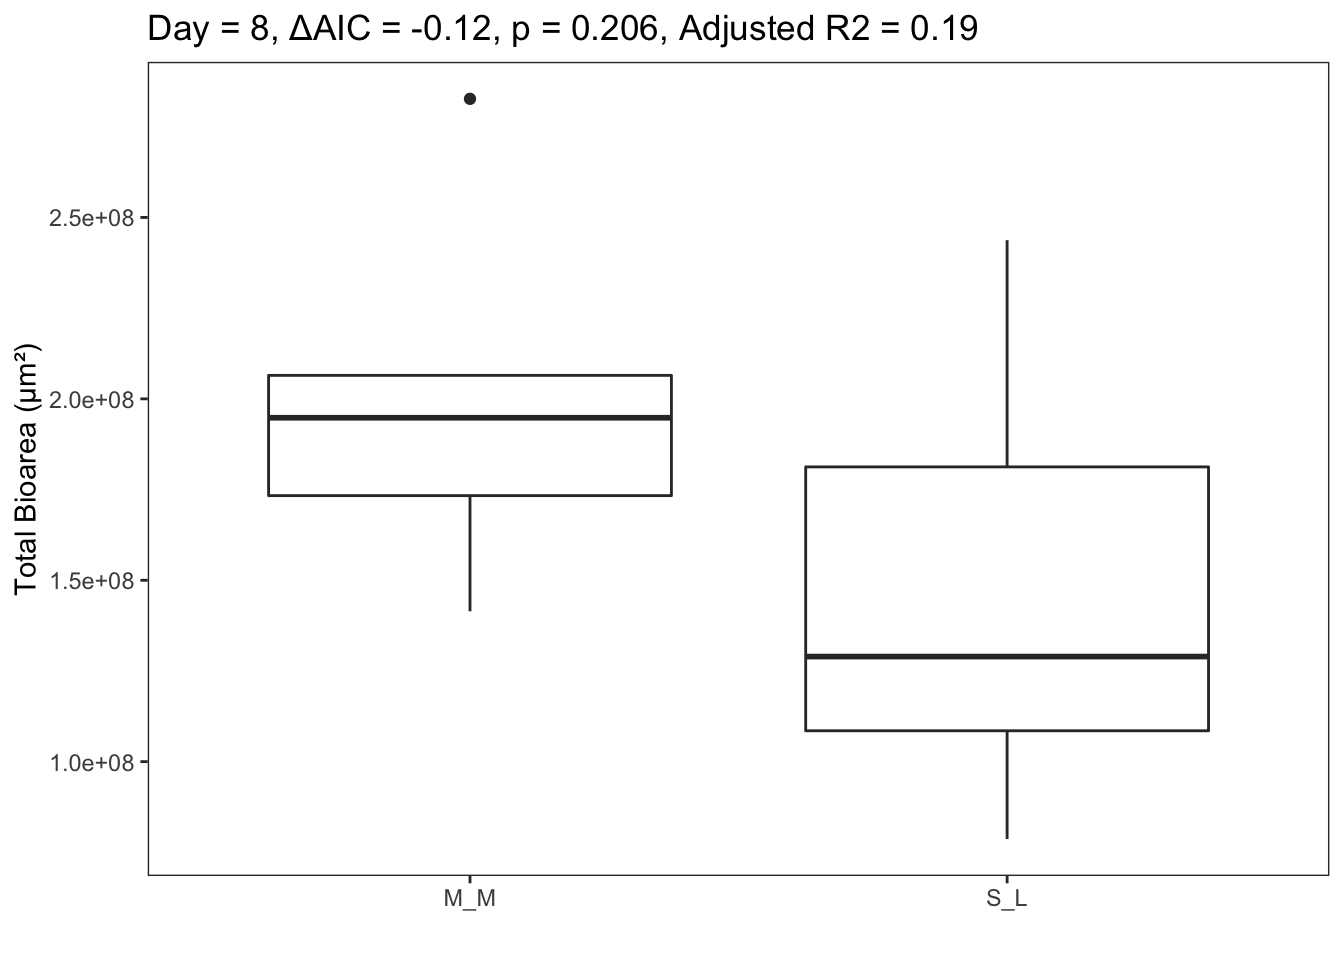 Day = 8, ΔAIC = -0.12, p = 0.206, Adjusted R2 = 0.19
Total Bioarea (μm²)
2.5e+08
2.0e+08
1.5e+08
1.0e+08
M_M
S_L